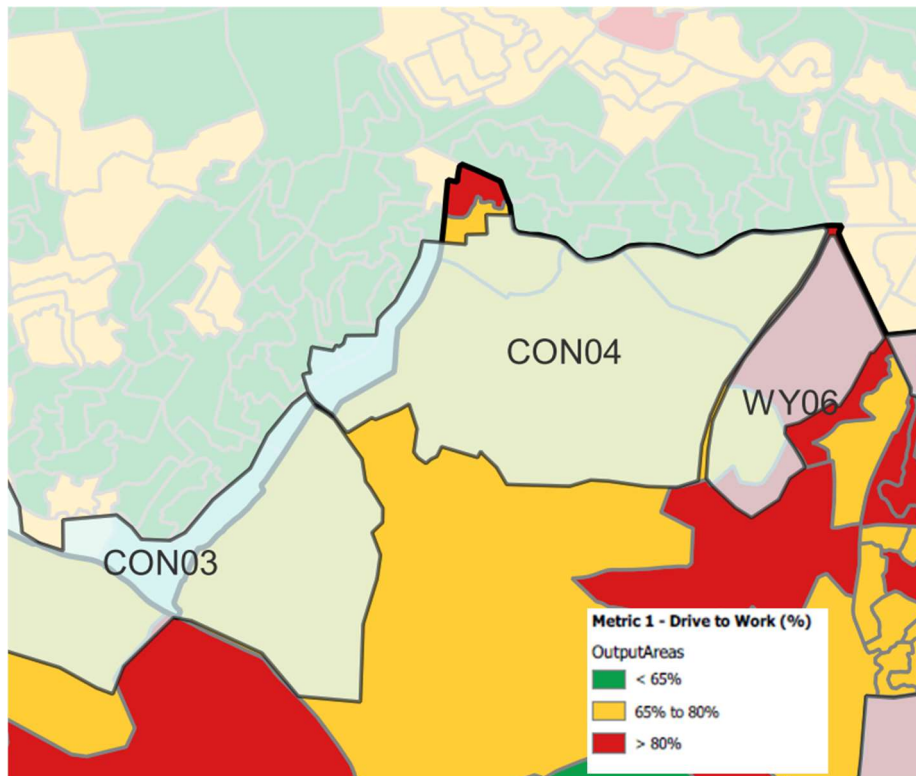 CON04
WY06
CON03
Metric 1 - Drive to Work (%)
OutputAreas
< 65%
65% to 80%
> 80%